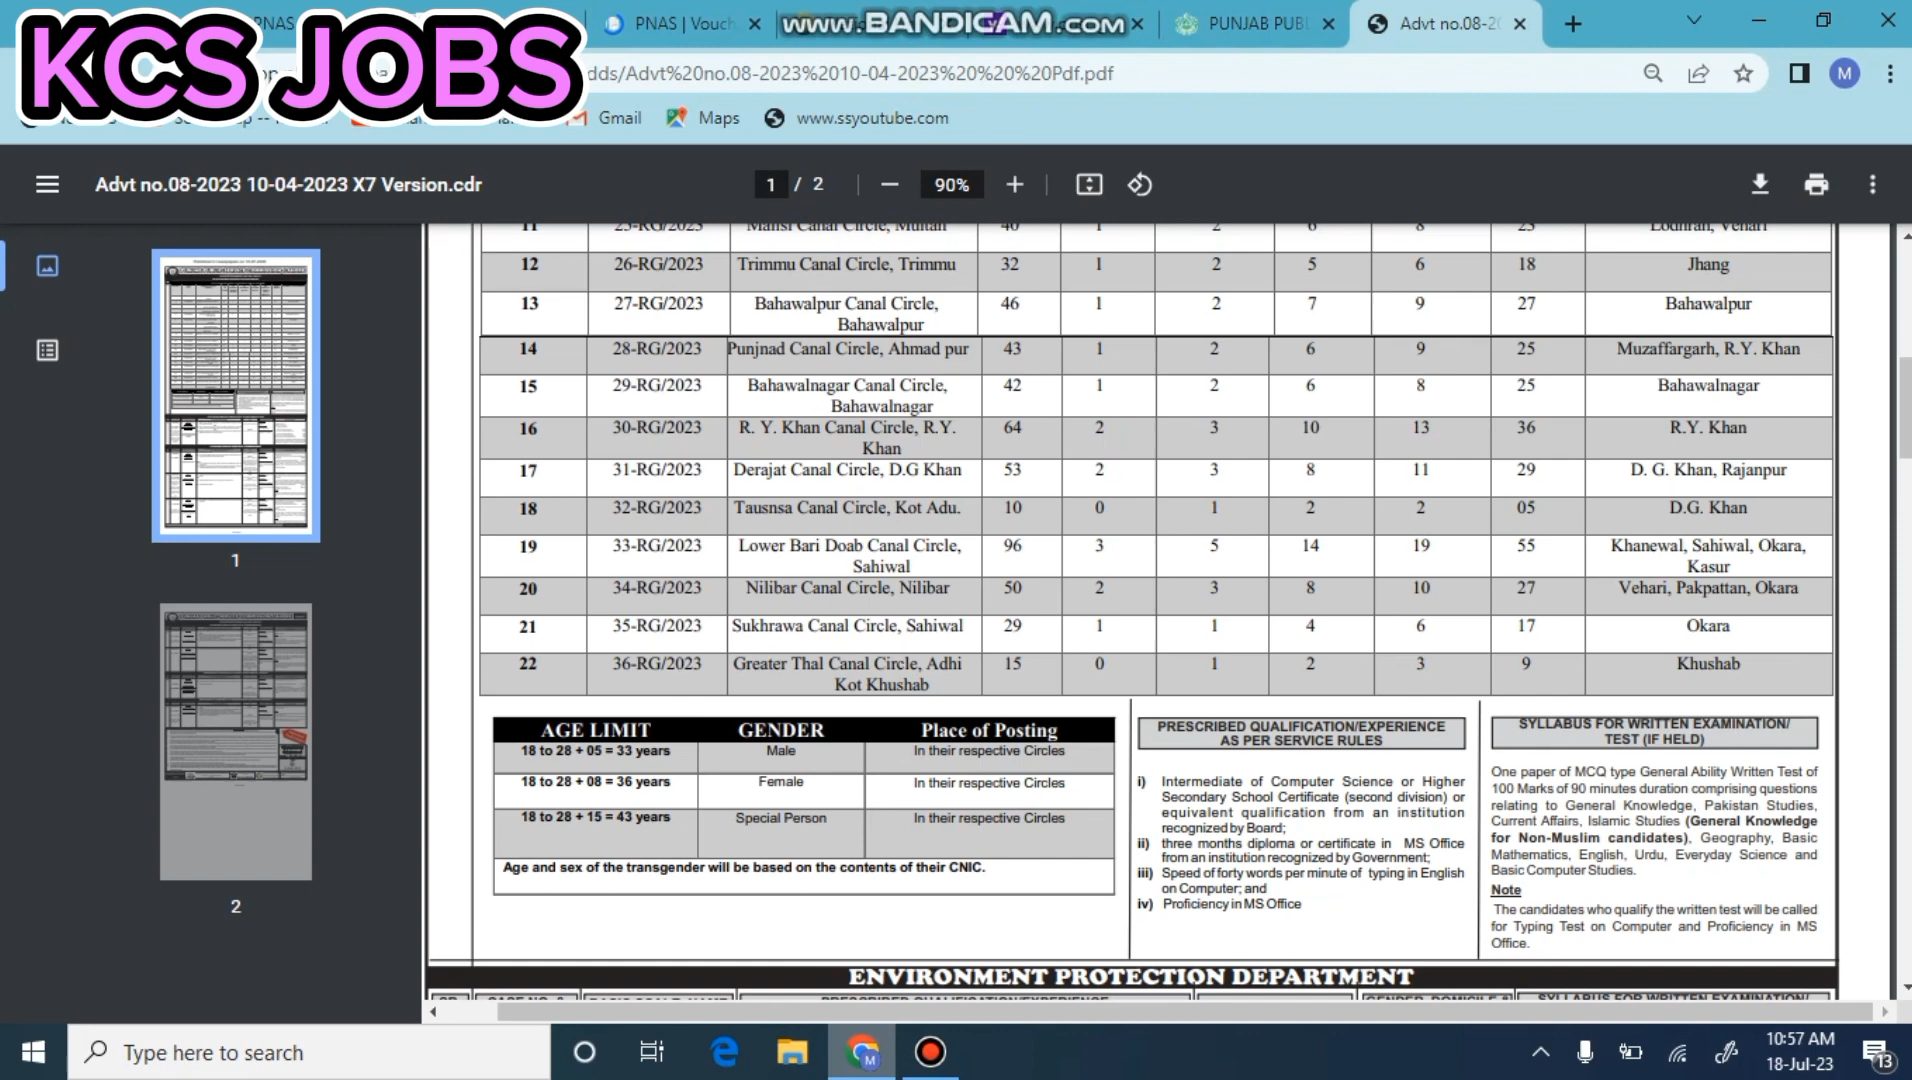 KCS JOBS
PNAS
PNAS | Vouch
www.BANDICAM.com
PUNJAB PUBL
Advt no.08-20
dds/Advt%20no.08-2023%2010-04-2023%20%20%20Pdf.pdf
M
Gmail
Maps
www.ssyoutube.com
Advt no.08-2023 10-04-2023 X7 Version.cdr
1 / 2
90%
11 25-RG/2023 Mailsi Canal Circle, Multan 40 1 2 6 8 23 Lodhran, Vehari
12 26-RG/2023 Trimmu Canal Circle, Trimmu 32 1 2 5 6 18 Jhang
13 27-RG/2023 Bahawalpur Canal Circle, 46 1 2 7 9 27 Bahawalpur
Bahawalpur
14 28-RG/2023 Punjnad Canal Circle, Ahmad pur 43 1 2 6 9 25 Muzaffargarh, R.Y. Khan
15 29-RG/2023 Bahawalnagar Canal Circle, 42 1 2 6 8 25 Bahawalnagar
Bahawalnagar
16 30-RG/2023 R. Y. Khan Canal Circle, R.Y. 64 2 3 10 13 36 R.Y. Khan
Khan
17 31-RG/2023 Derajat Canal Circle, D.G Khan 53 2 3 8 11 29 D. G. Khan, Rajanpur
18 32-RG/2023 Tausnsa Canal Circle, Kot Adu. 10 0 1 2 2 05 D.G. Khan
19 33-RG/2023 Lower Bari Doab Canal Circle, 96 3 5 14 19 55 Khanewal, Sahiwal, Okara,
Sahiwal Kasur
20 34-RG/2023 Nilibar Canal Circle, Nilibar 50 2 3 8 10 27 Vehari, Pakpattan, Okara
21 35-RG/2023 Sukhrawa Canal Circle, Sahiwal 29 1 1 4 6 17 Okara
22 36-RG/2023 Greater Thal Canal Circle, Adhi 15 0 1 2 3 9 Khushab
Kot Khushab
AGE LIMIT GENDER Place of Posting
18 to 28 + 05 = 33 years Male In their respective Circles
18 to 28 + 08 = 36 years Female In their respective Circles
18 to 28 + 15 = 43 years Special Person In their respective Circles
Age and sex of the transgender will be based on the contents of their CNIC.
PRESCRIBED QUALIFICATION/EXPERIENCE
AS PER SERVICE RULES
i) Intermediate of Computer Science or Higher
Secondary School Certificate (second division) or
equivalent qualification from an institution
recognized by Board;
ii) three months diploma or certificate in MS Office
from an institution recognized by Government;
iii) Speed of forty words per minute of typing in English
on Computer; and
iv) Proficiency in MS Office
SYLLABUS FOR WRITTEN EXAMINATION/
TEST (IF HELD)
One paper of MCQ type General Ability Written Test of
100 Marks of 90 minutes duration comprising questions
relating to General Knowledge, Pakistan Studies,
Current Affairs, Islamic Studies (General Knowledge
for Non-Muslim candidates), Geography, Basic
Mathematics, English, Urdu, Everyday Science and
Basic Computer Studies.
Note
The candidates who qualify the written test will be called
for Typing Test on Computer and Proficiency in MS
Office.
ENVIRONMENT PROTECTION DEPARTMENT
1
2
Type here to search
M
10:57 AM
18-Jul-23
13